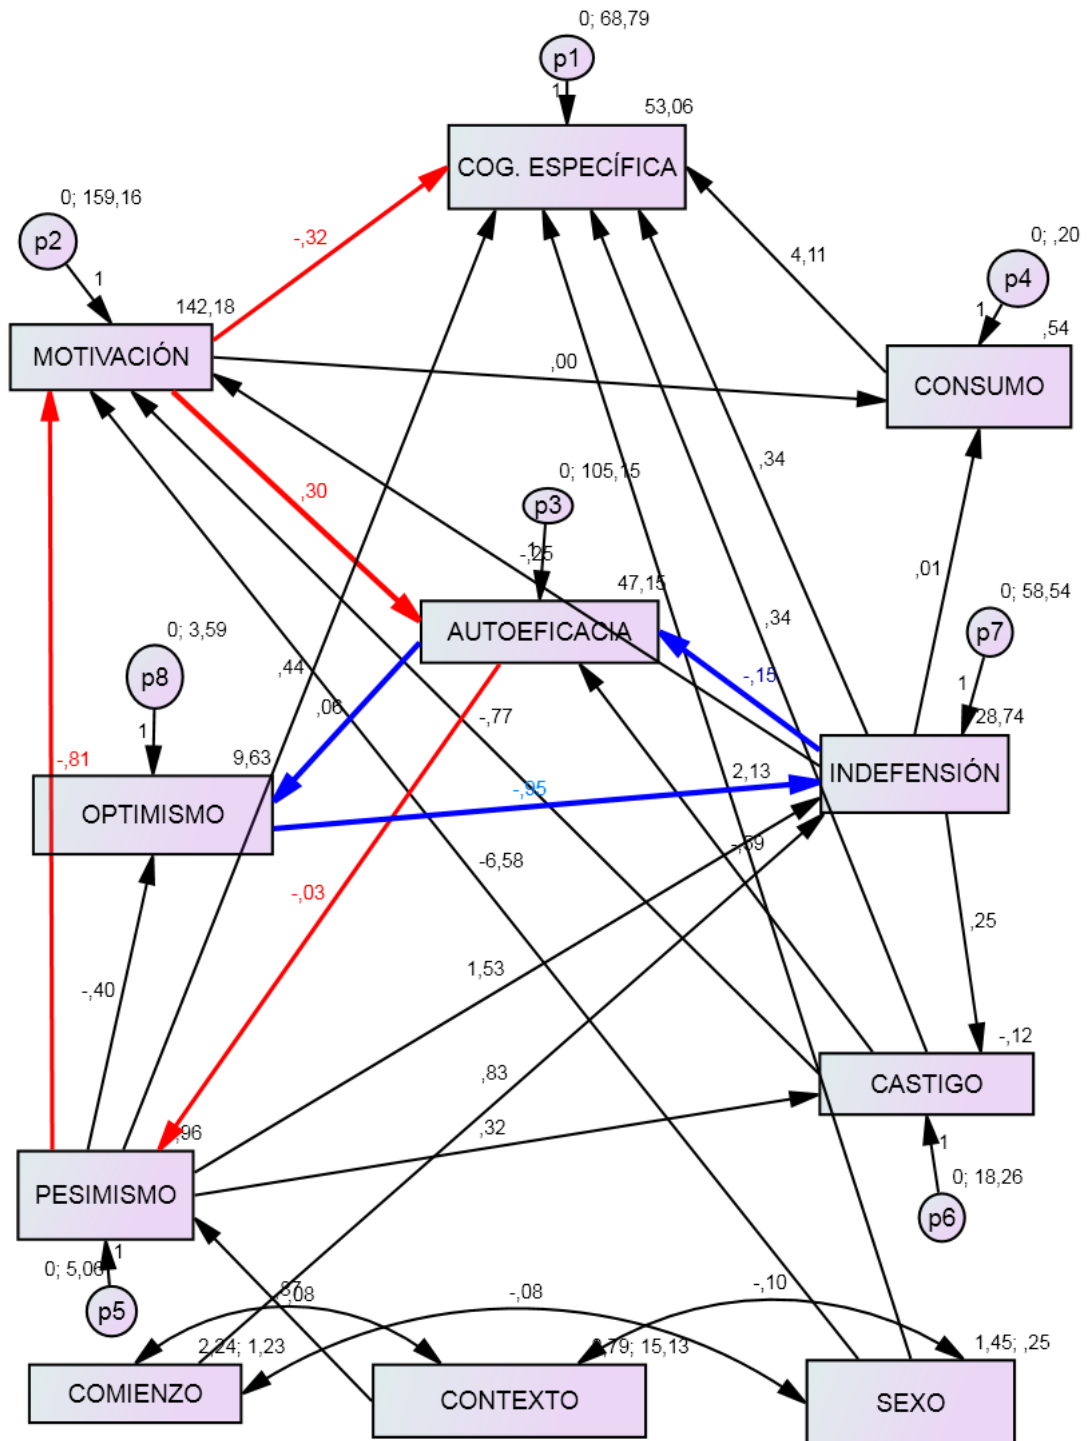 0; 68,79
p1
1
53,06
COG. ESPECÍFICA
0; 159,16
p2
1
142,18
-,32
MOTIVACIÓN
4,11
0; ,20
p4
1
,54
CONSUMO
,00
,34
0; 105,15
p3
1
,30
-,25
47,15
AUTOEFICACIA
,01
0; 58,54
p7
1
,34
0; 3,59
p8
1
,44
,06
-,77
-,15
28,74
INDEFENSIÓN
-,81
9,63
OPTIMISMO
-,95
2,13
-,59
-6,58
-,03
,25
-,40
1,53
-,12
CASTIGO
,83
,32
1
0; 18,26
p6
,96
PESIMISMO
1
0; 5,06
p5
,87
,08
-,08
-,10
2,24; 1,23
COMIENZO
,79; 15,13
CONTEXTO
1,45; ,25
SEXO